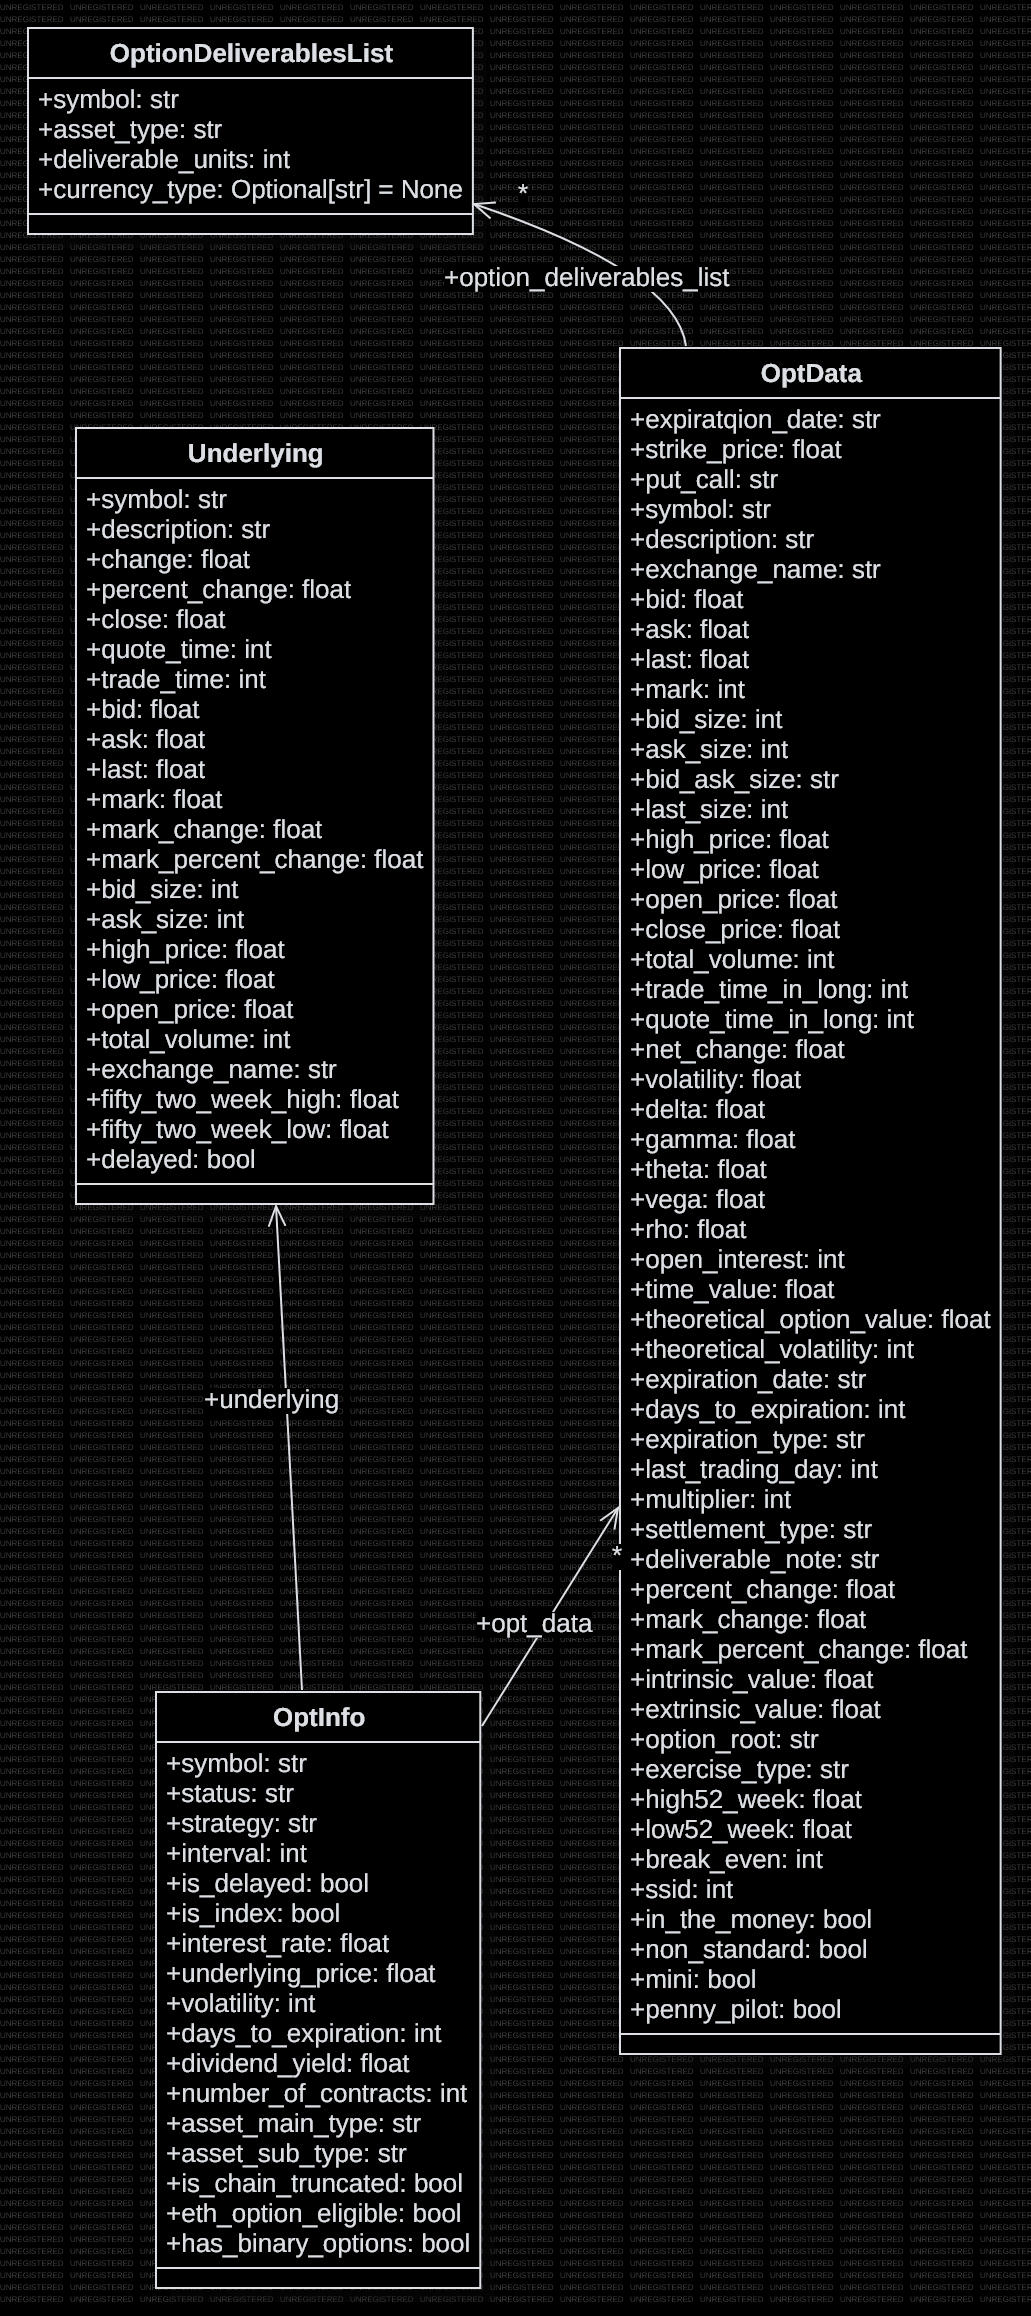 OptionDeliverablesList
+symbol: str
+asset_type: str
+deliverable_units: int
+currency_type: Optional[str] = None
*
+option_deliverables_list
OptData
+expiratqion_date: str
+strike_price: float
+put_call: str
+symbol: str
+description: str
+exchange_name: str
+bid: float
+ask: float
+last: float
+mark: int
+bid_size: int
+ask_size: int
+bid_ask_size: str
+last_size: int
+high_price: float
+low_price: float
+open_price: float
+close_price: float
+total_volume: int
+trade_time_in_long: int
+quote_time_in_long: int
+net_change: float
+volatility: float
+delta: float
+gamma: float
+theta: float
+vega: float
+rho: float
+open_interest: int
+time_value: float
+theoretical_option_value: float
+theoretical_volatility: int
+expiration_date: str
+days_to_expiration: int
+expiration_type: str
+last_trading_day: int
+multiplier: int
+settlement_type: str
+deliverable_note: str
+percent_change: float
+mark_change: float
+mark_percent_change: float
+intrinsic_value: float
+extrinsic_value: float
+option_root: str
+exercise_type: str
+high52_week: float
+low52_week: float
+break_even: int
+ssid: int
+in_the_money: bool
+non_standard: bool
+mini: bool
+penny_pilot: bool
Underlying
+symbol: str
+description: str
+change: float
+percent_change: float
+close: float
+quote_time: int
+trade_time: int
+bid: float
+ask: float
+last: float
+mark: float
+mark_change: float
+mark_percent_change: float
+bid_size: int
+ask_size: int
+high_price: float
+low_price: float
+open_price: float
+total_volume: int
+exchange_name: str
+fifty_two_week_high: float
+fifty_two_week_low: float
+delayed: bool
+underlying
*
+opt_data
OptInfo
+symbol: str
+status: str
+strategy: str
+interval: int
+is_delayed: bool
+is_index: bool
+interest_rate: float
+underlying_price: float
+volatility: int
+days_to_expiration: int
+dividend_yield: float
+number_of_contracts: int
+asset_main_type: str
+asset_sub_type: str
+is_chain_truncated: bool
+eth_option_eligible: bool
+has_binary_options: bool
UNREGISTERED